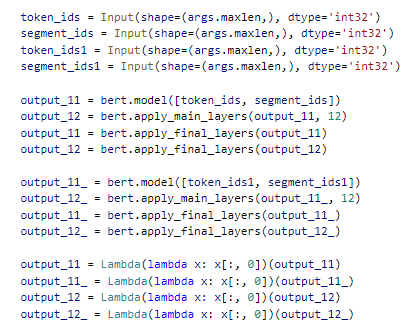 token_ids = Input(shape=(args.maxlen,), dtype='int32')
segment_ids = Input(shape=(args.maxlen,), dtype='int32')
token_ids1 = Input(shape=(args.maxlen,), dtype='int32')
segment_ids1 = Input(shape=(args.maxlen,), dtype='int32')
output_11 = bert.model([token_ids, segment_ids])
output_12 = bert.apply_main_layers(output_11, 12)
output_11 = bert.apply_final_layers(output_11)
output_12 = bert.apply_final_layers(output_12)
output_11_ = bert.model([token_ids1, segment_ids1])
output_12_ = bert.apply_main_layers(output_11_, 12)
output_11_ = bert.apply_final_layers(output_11_)
output_12_ = bert.apply_final_layers(output_12_)
output_11 = Lambda(lambda x: x[:, 0])(output_11)
output_11_ = Lambda(lambda x: x[:, 0])(output_11_)
output_12 = Lambda(lambda x: x[:, 0])(output_12)
output_12_ = Lambda(lambda x: x[:, 0])(output_12_)